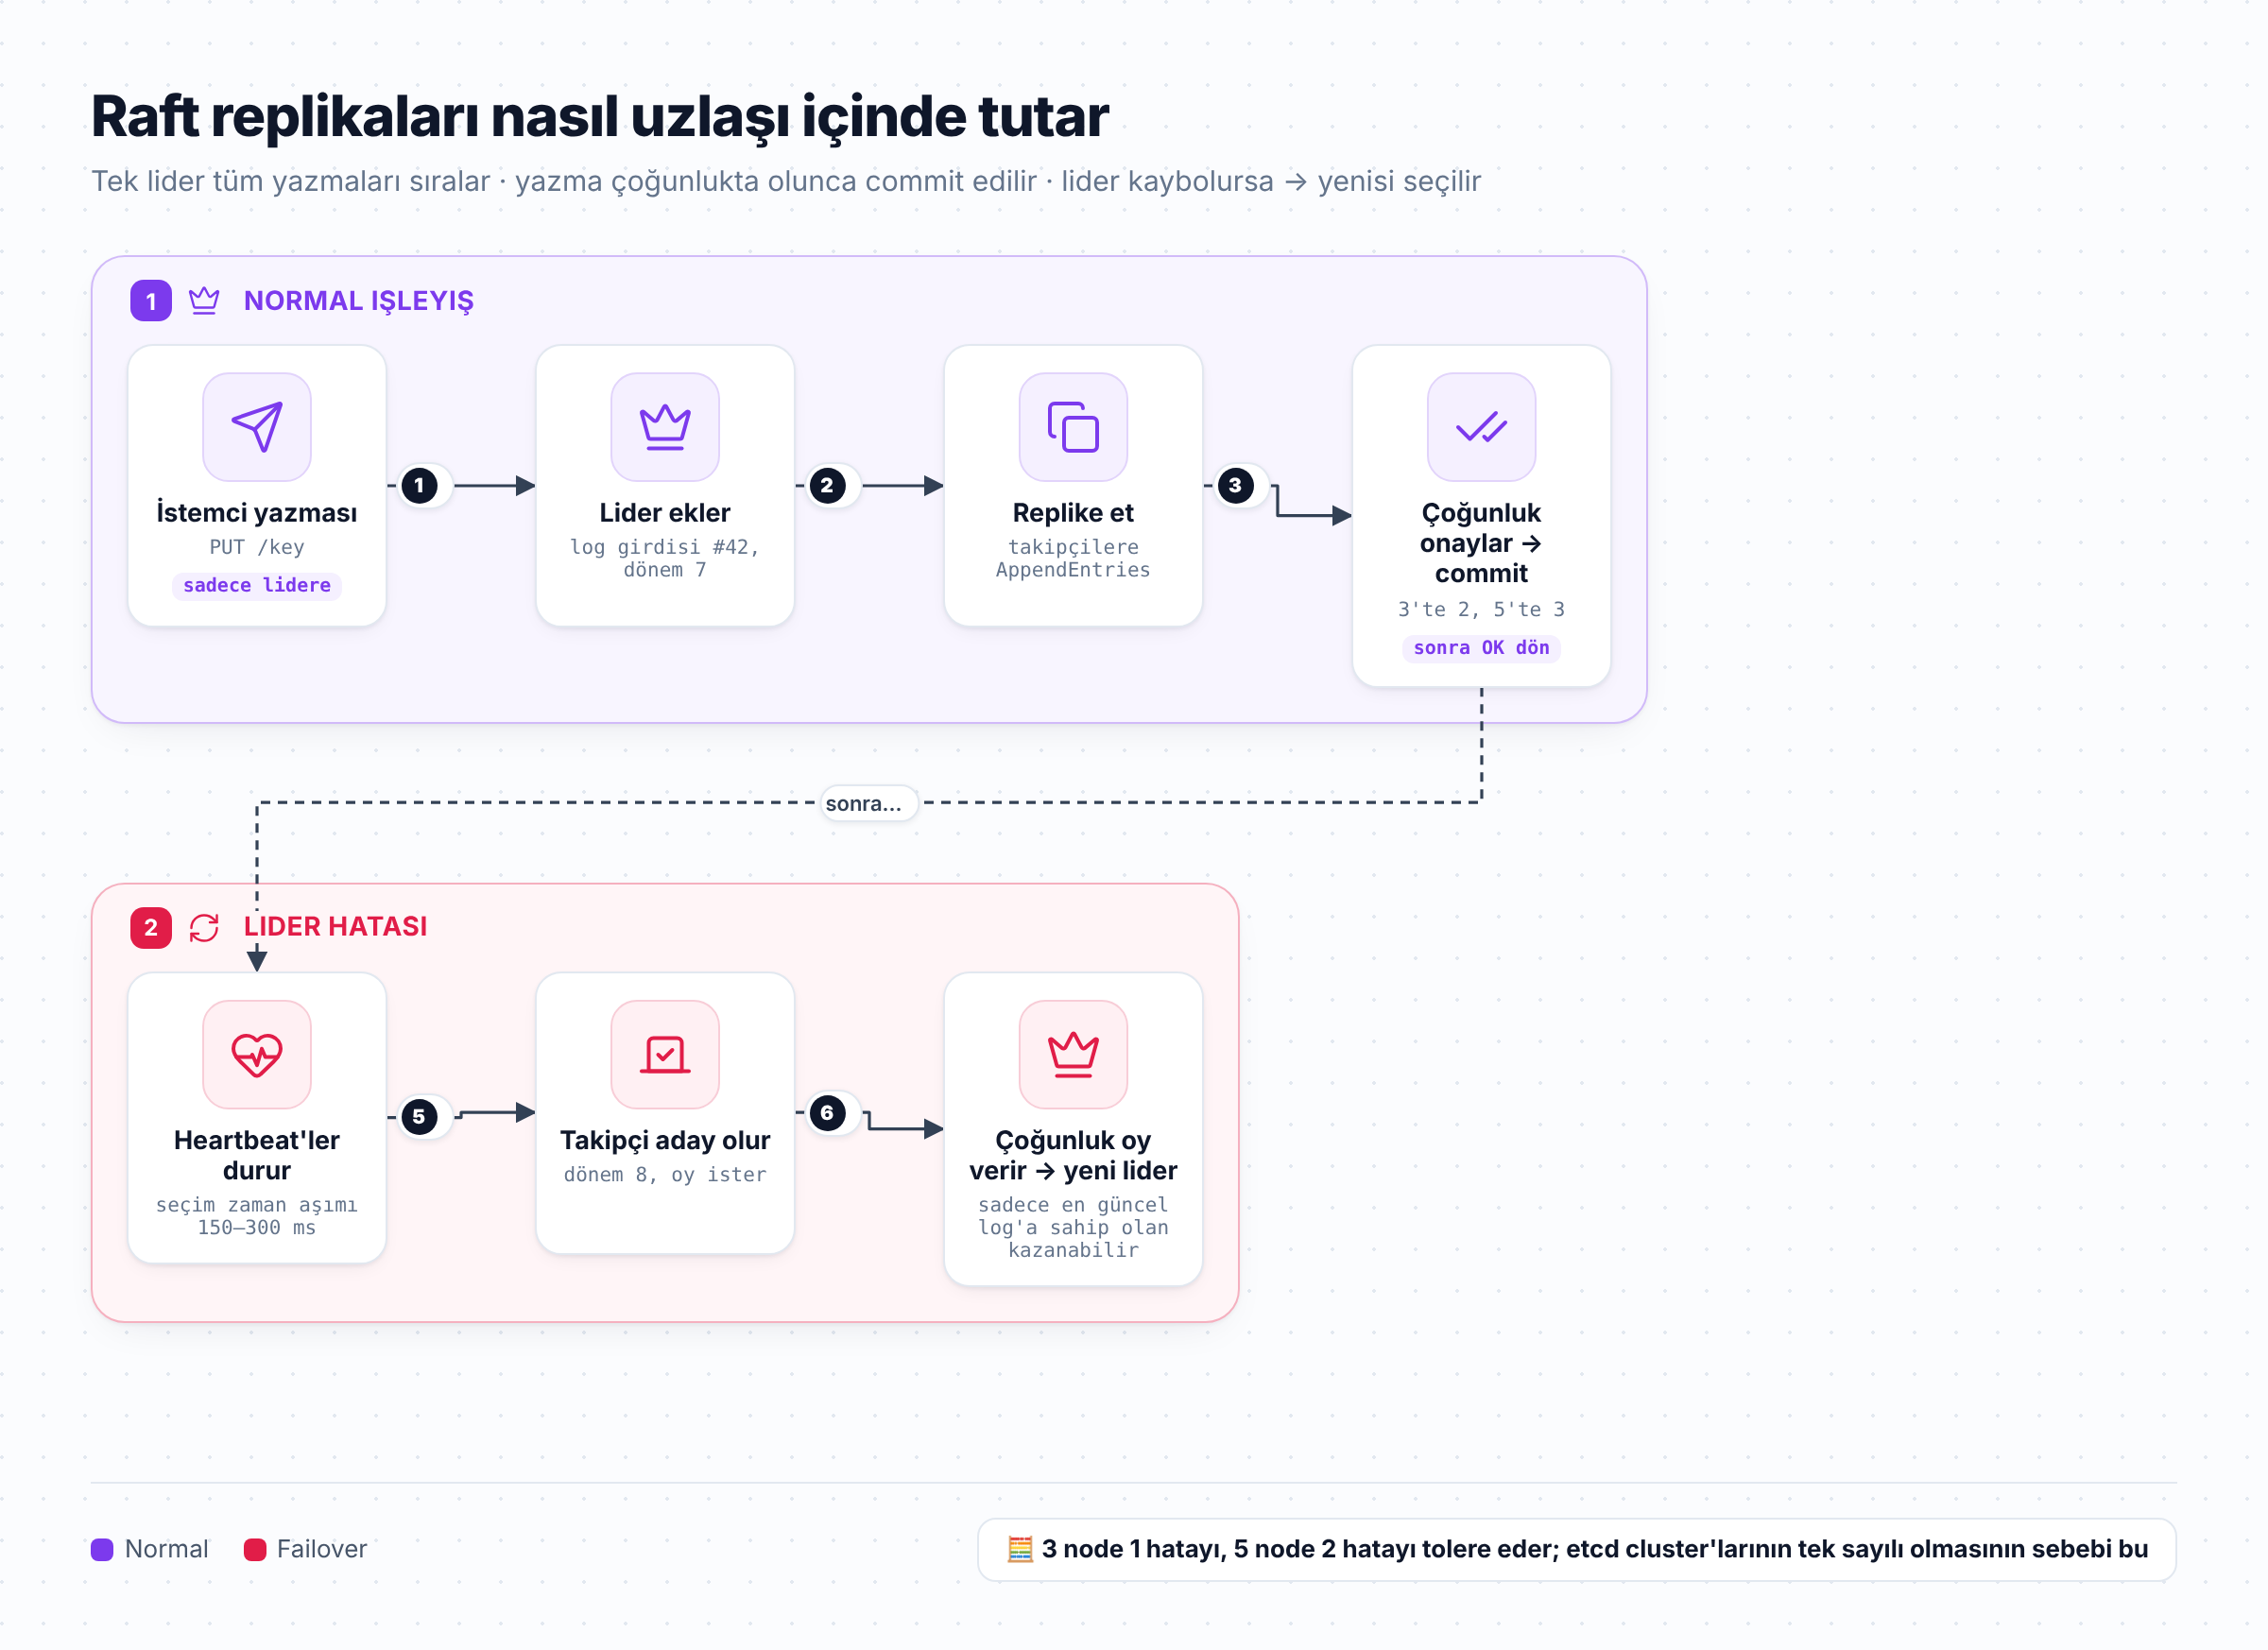 Raft replikaları nasıl uzlaşı içinde tutar
Tek lider tüm yazmaları sıralar · yazma çoğunlukta olunca commit edilir · lider kaybolursa → yenisi seçilir
1 NORMAL IŞLEYIŞ
İstemci yazması
PUT /key
sadece lidere
1
Lider ekler
log girdisi #42,
dönem 7
2
Replike et
takipçilere
AppendEntries
3
Çoğunluk
onaylar →
commit
3'te 2, 5'te 3
sonra OK dön
sonra...
2 LIDER HATASI
Heartbeat'ler
durur
seçim zaman aşımı
150–300 ms
5
Takipçi aday olur
dönem 8, oy ister
6
Çoğunluk oy
verir → yeni lider
sadece en güncel
log'a sahip olan
kazanabilir
Normal
Failover
🧮 3 node 1 hatayı, 5 node 2 hatayı tolere eder; etcd cluster'larının tek sayılı olmasının sebebi bu